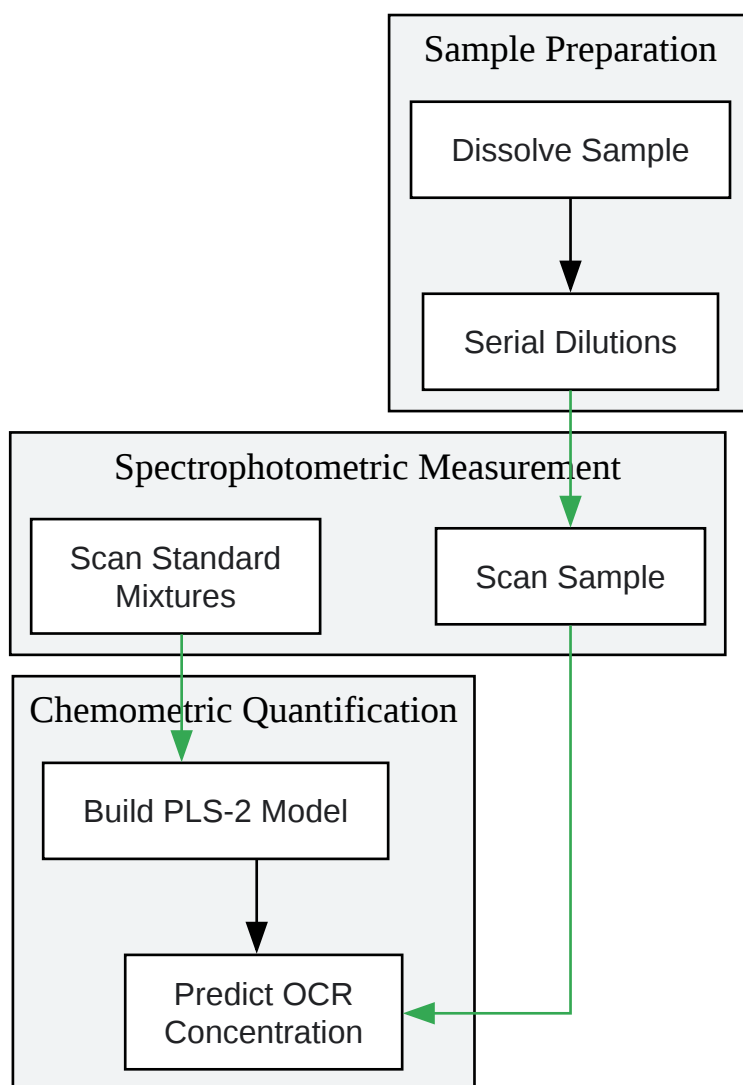 Sample Preparation
Dissolve Sample
Serial Dilutions
Spectrophotometric Measurement
Scan Standard
Mixtures
Scan Sample
Chemometric Quantification
Build PLS-2 Model
Predict OCR
Concentration